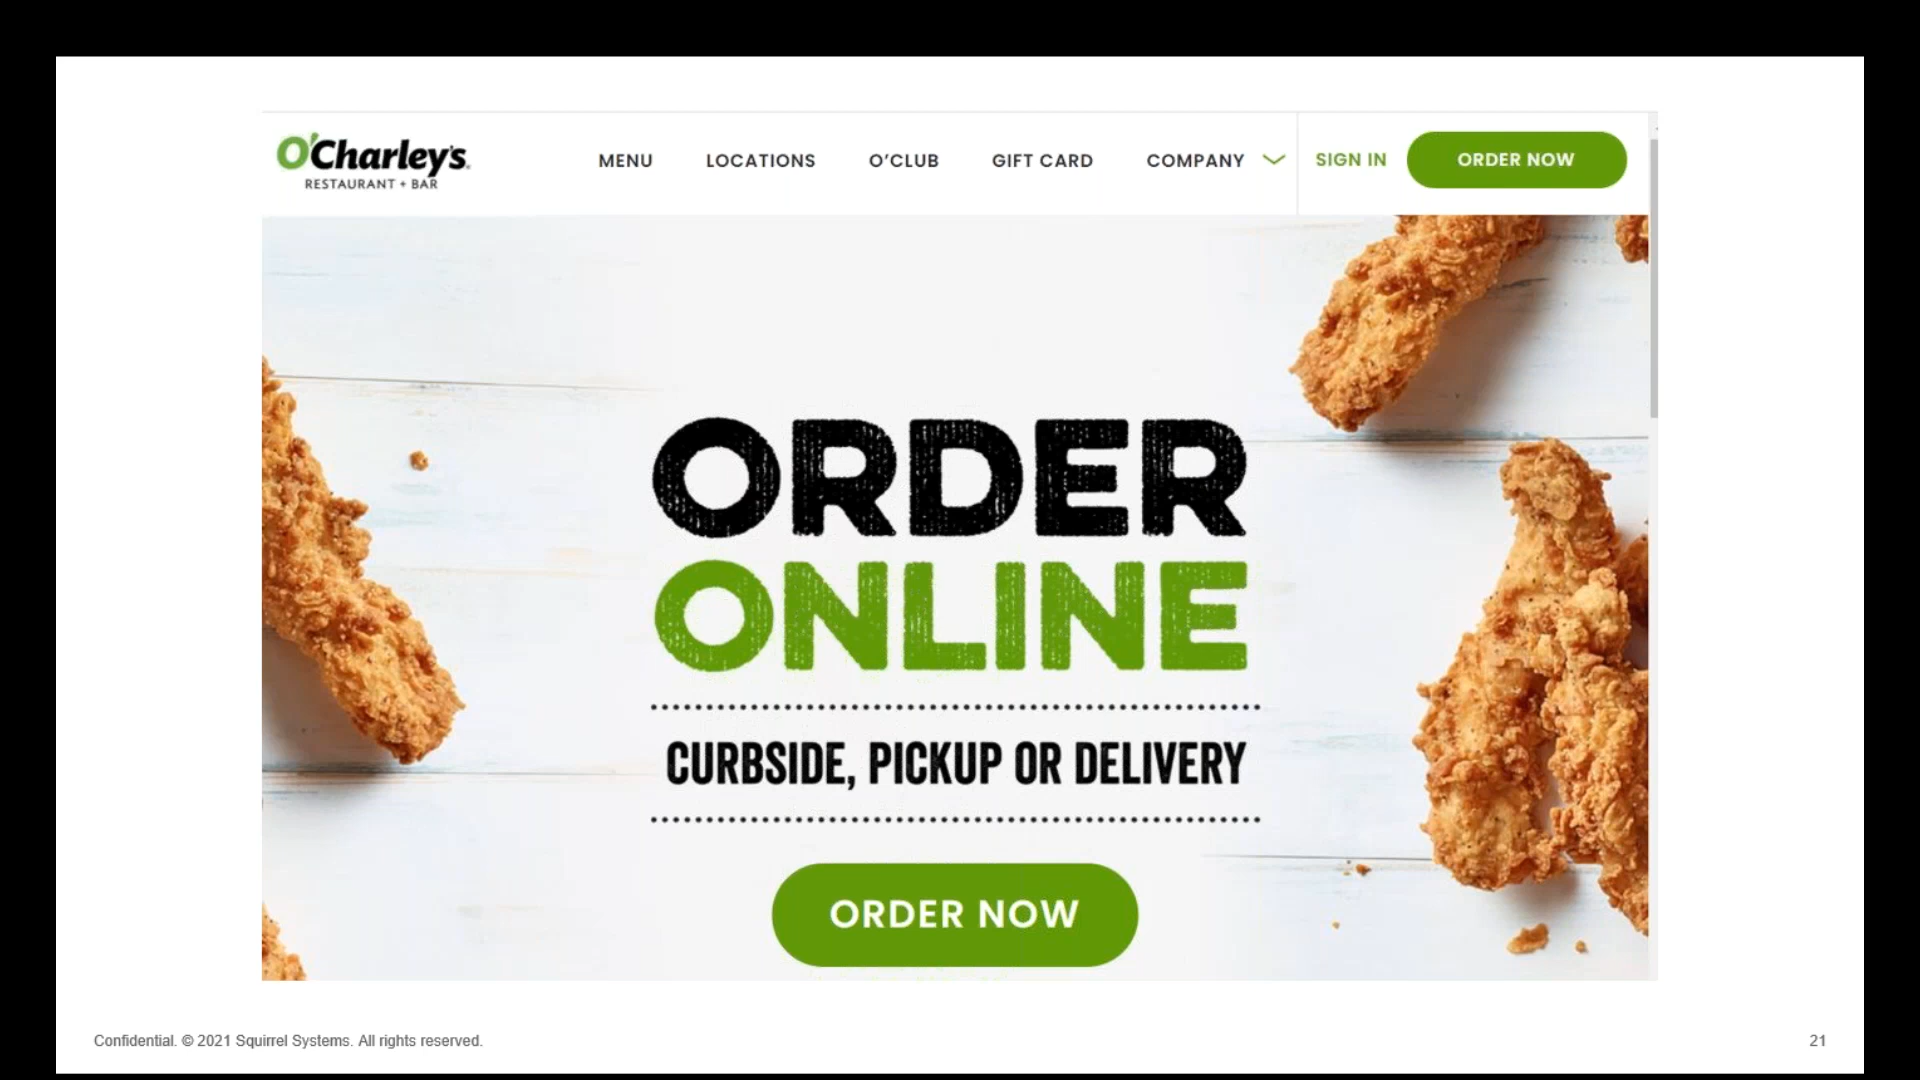 O'Charley's
RESTAURANT + BAR
MENU LOCATIONS O'CLUB GIFT CARD COMPANY SIGN IN ORDER NOW
ORDER
ONLINE
CURBSIDE, PICKUP OR DELIVERY
ORDER NOW
Confidential. © 2021 Squirrel Systems. All rights reserved. 21